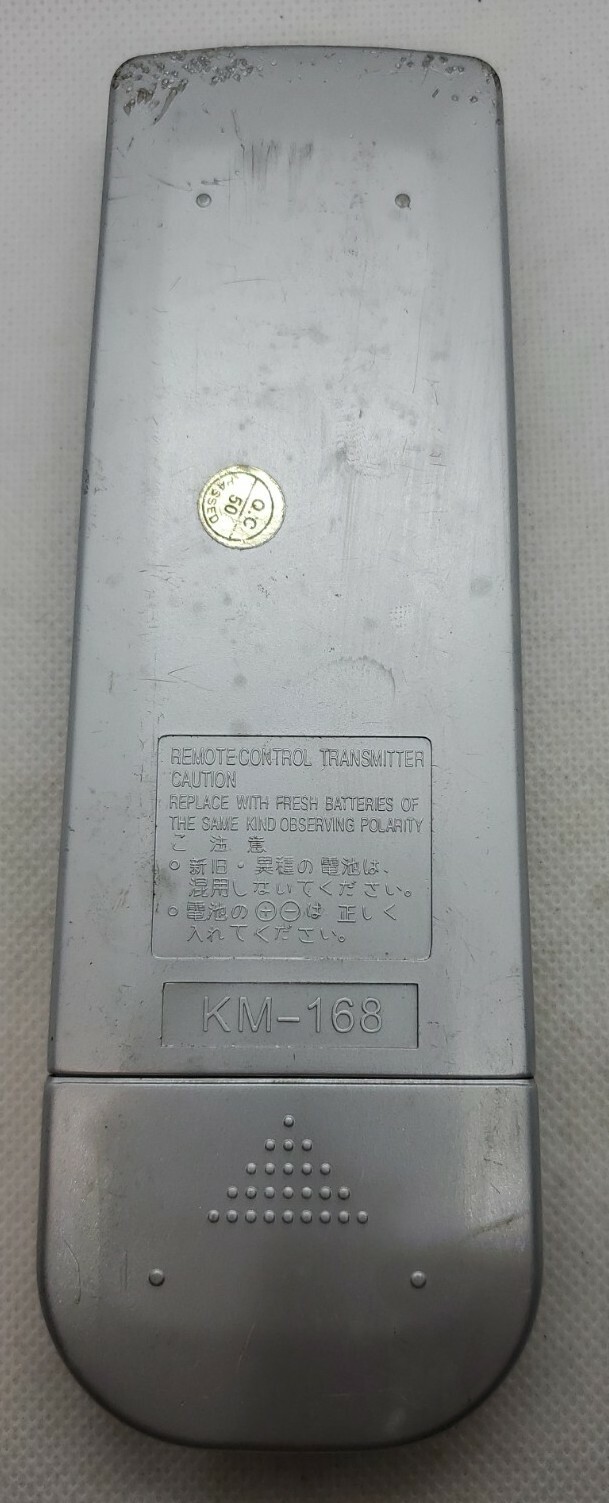 Q.C
50
PASSED
REMOTE CONTROL TRANSMITTER
CAUTION
REPLACE WITH FRESH BATTERIES OF
THE SAME KIND OBSERVING POLARITY
ご 注 意
○ 新旧・異種の電池は、
混用しないでください。
○ 電池の⊕⊖は 正しく
入れてください。
KM-168